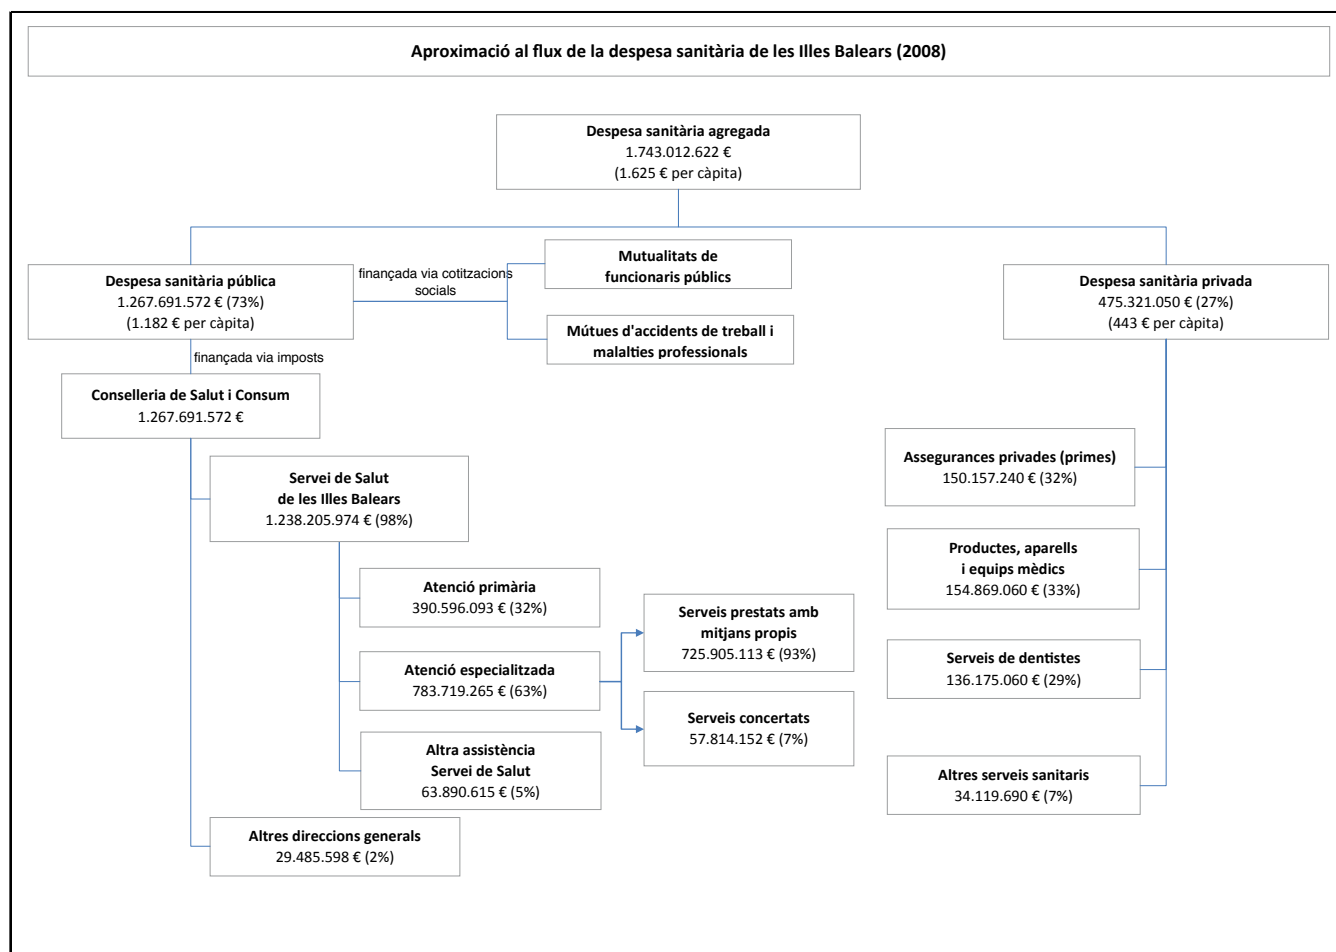 Aproximació al flux de la despesa sanitària de les Illes Balears (2008)
Despesa sanitària agregada
1.743.012.622 €
(1.625 € per càpita)
Despesa sanitària pública
1.267.691.572 € (73%)
(1.182 € per càpita)
finançada via cotitzacions
socials
Mutualitats de
funcionaris públics
Mútues d'accidents de treball i
malalties professionals
Despesa sanitària privada
475.321.050 € (27%)
(443 € per càpita)
finançada via imposts
Conselleria de Salut i Consum
1.267.691.572 €
Servei de Salut
de les Illes Balears
1.238.205.974 € (98%)
Atenció primària
390.596.093 € (32%)
Atenció especialitzada
783.719.265 € (63%)
Altra assistència
Servei de Salut
63.890.615 € (5%)
Serveis prestats amb
mitjans propis
725.905.113 € (93%)
Serveis concertats
57.814.152 € (7%)
Altres direccions generals
29.485.598 € (2%)
Assegurances privades (primes)
150.157.240 € (32%)
Productes, aparells
i equips mèdics
154.869.060 € (33%)
Serveis de dentistes
136.175.060 € (29%)
Altres serveis sanitaris
34.119.690 € (7%)